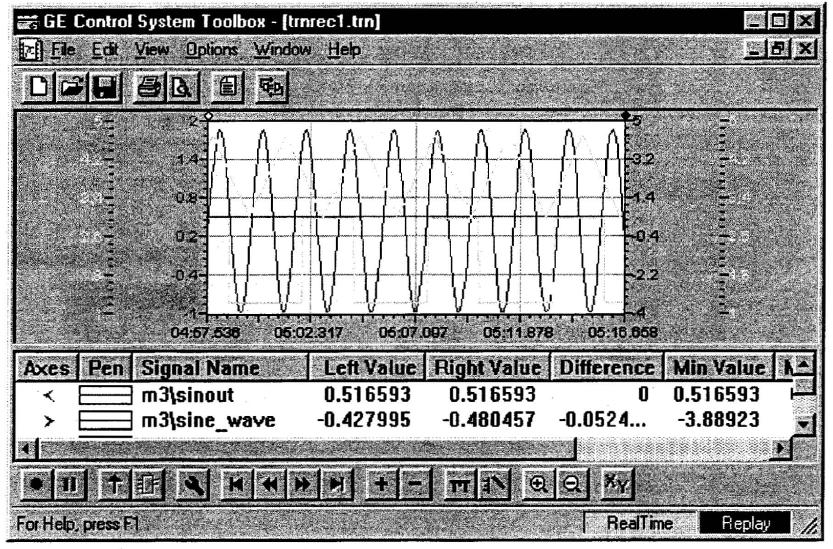 GE Control System Toolbox - [trnrec1.trn]
File Edit View Options Window Help
2 5
1.4 3.2
0.8 1.4
0.2 -0.4
-0.4 -2.2
-4
04:57.536 05:02.317 05:07.097 05:11.878 05:16.658
Axes Pen Signal Name Left Value Right Value Difference Min Value
< m3\sinout 0.516593 0.516593 0 0.516593
> m3\sine_wave -0.427995 -0.480457 -0.0524... -3.88923
XY
For Help, press F1 RealTime Replay